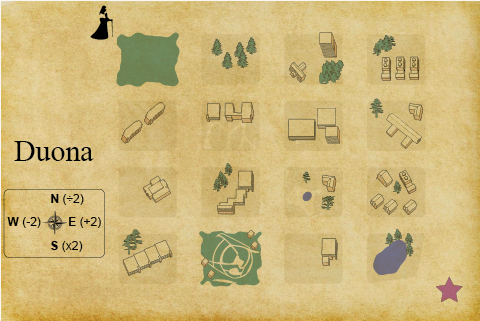 Duona
N (÷2)
W (-2) E (+2)
S (x2)